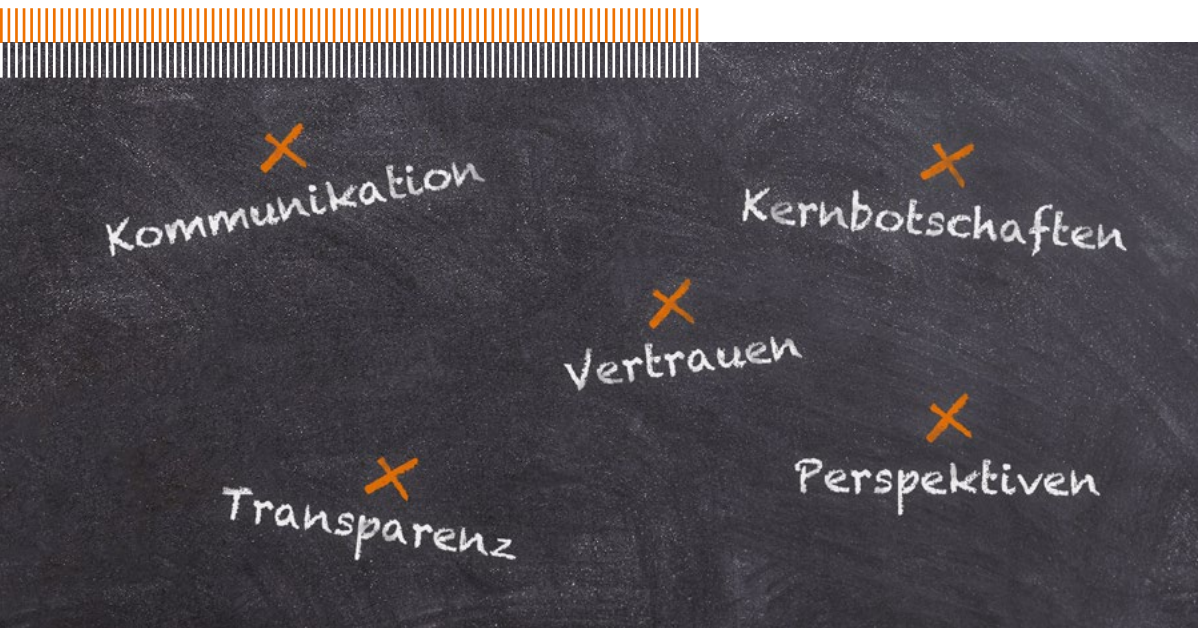 Kommunikation
Kernbotschaften
Vertrauen
Perspektiven
Transparenz